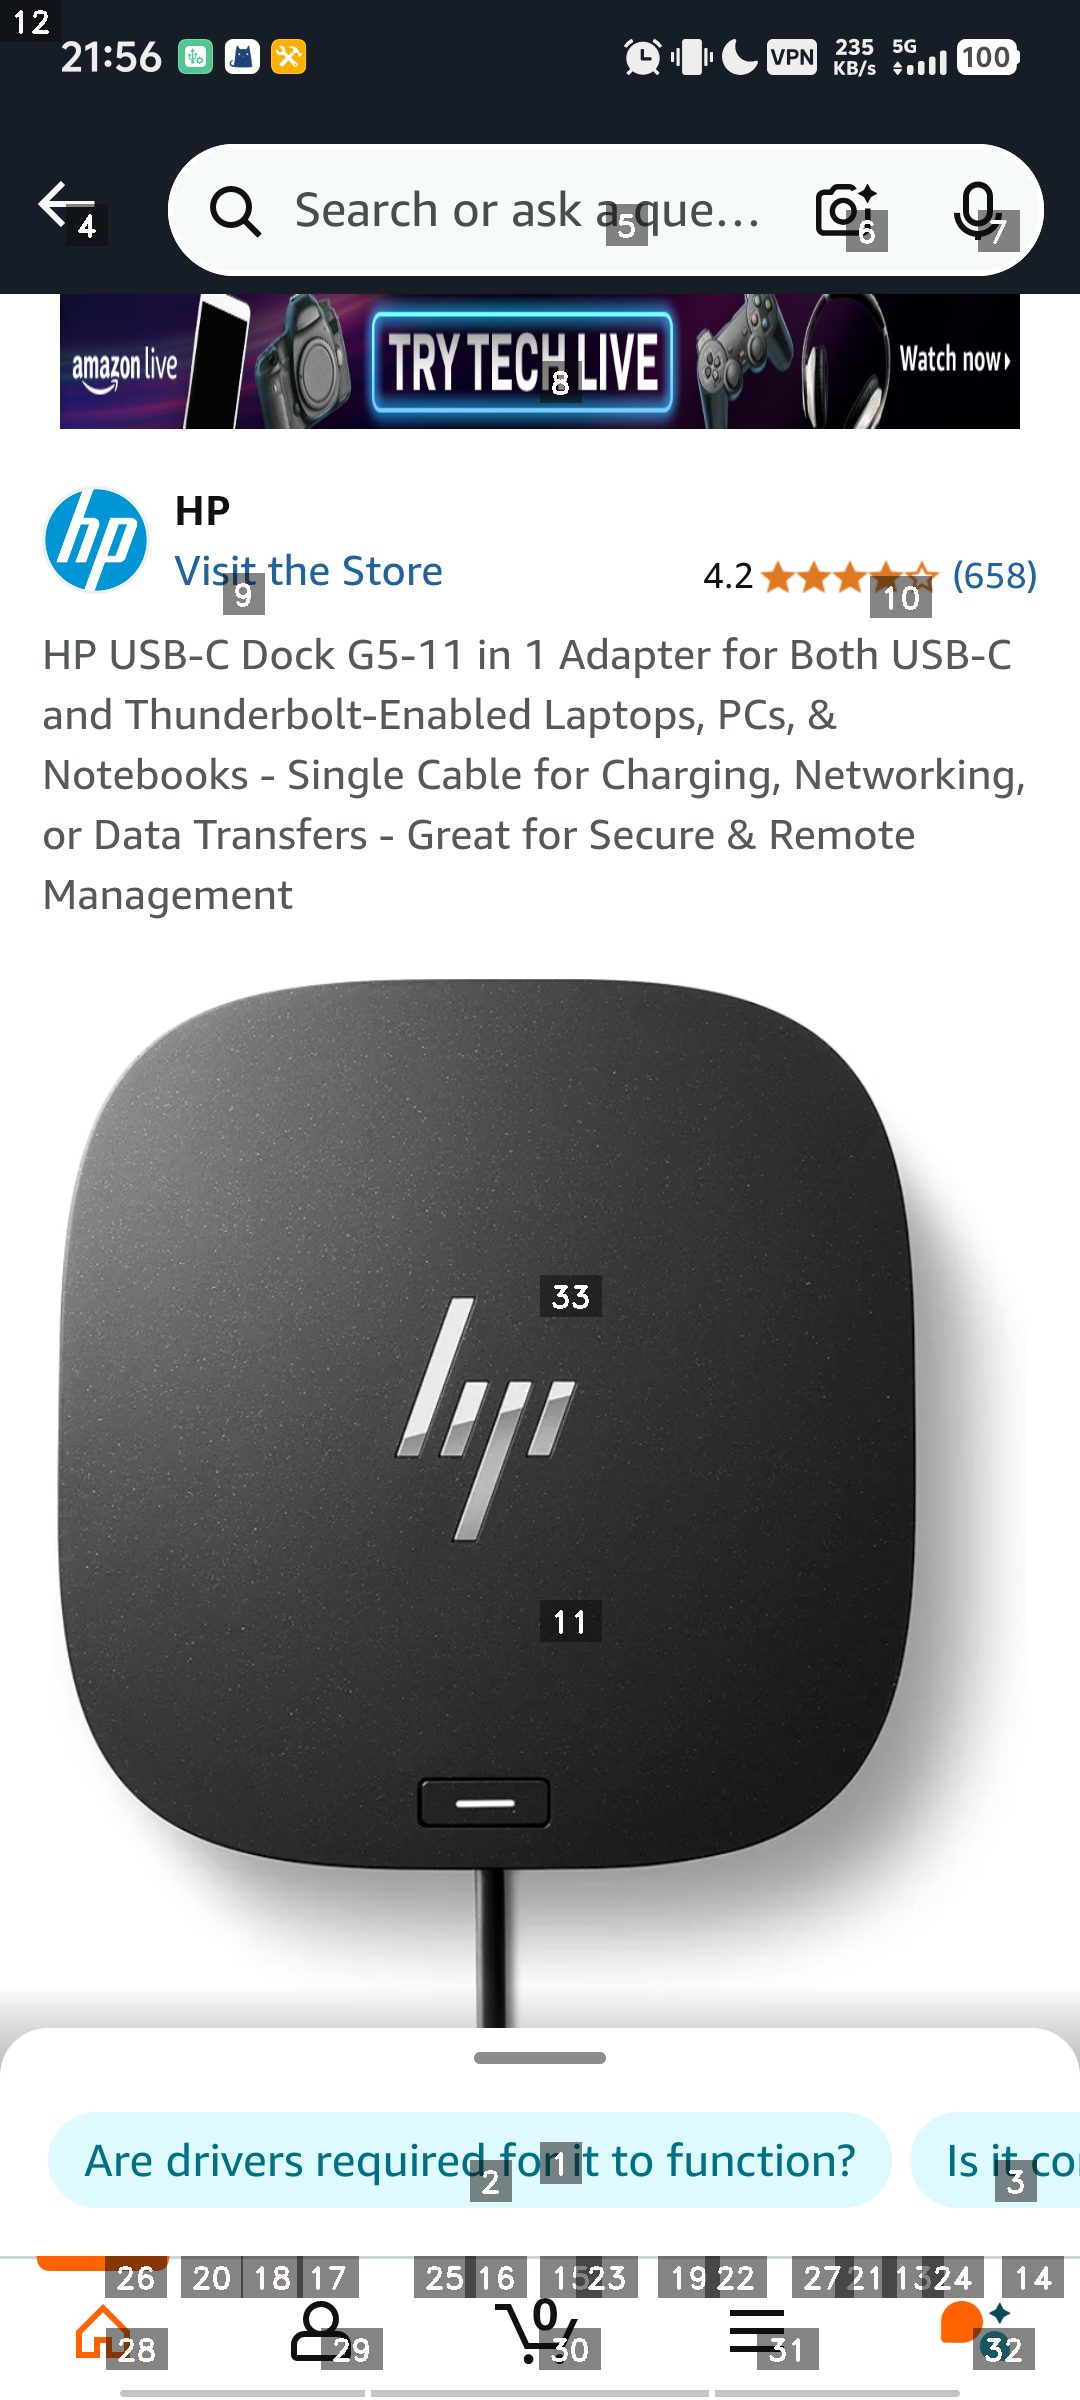 12
21:56
VPN
235
KB/s
5G
100
4
Search or ask a que...
5
6
7
amazon live
TRY TECH LIVE
Watch now
8
hp
HP
Visit the Store
9
4.2
(658)
10
HP USB-C Dock G5-11 in 1 Adapter for Both USB-C
and Thunderbolt-Enabled Laptops, PCs, &
Notebooks - Single Cable for Charging, Networking,
or Data Transfers - Great for Secure & Remote
Management
33
hp
11
Are drivers required for it to function?
1
2
Is it co
3
26 20 18 17 25 16 15 23 19 22 27 21 13 24 14
0
28 29 30 31 32